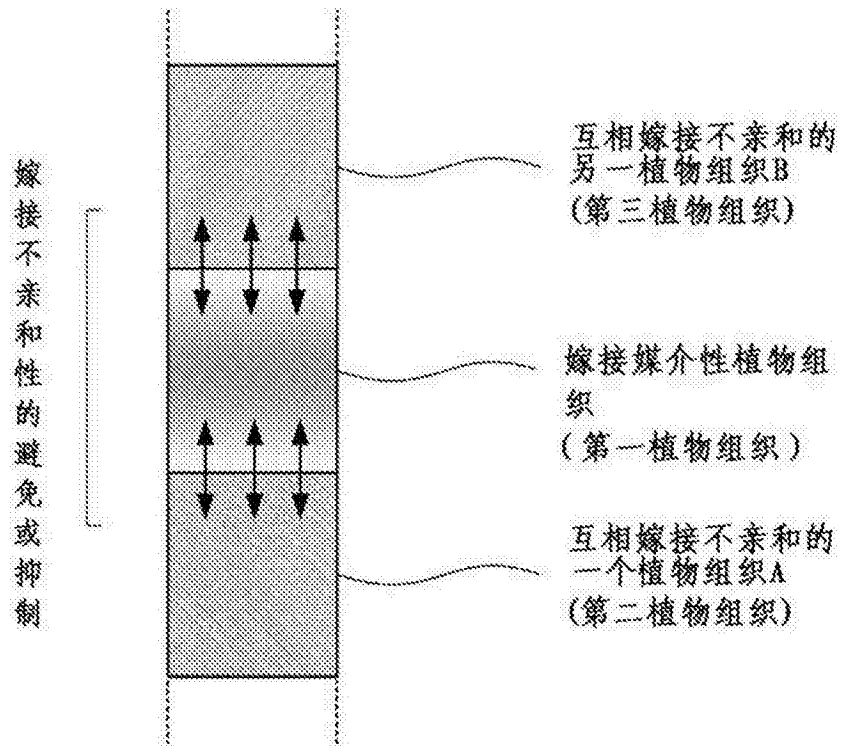 嫁接不亲和性的避免或抑制
互相嫁接不亲和的
另一植物组织B
(第三植物组织)
嫁接媒介性植物组
织
(第一植物组织)
互相嫁接不亲和的
一个植物组织A
(第二植物组织)